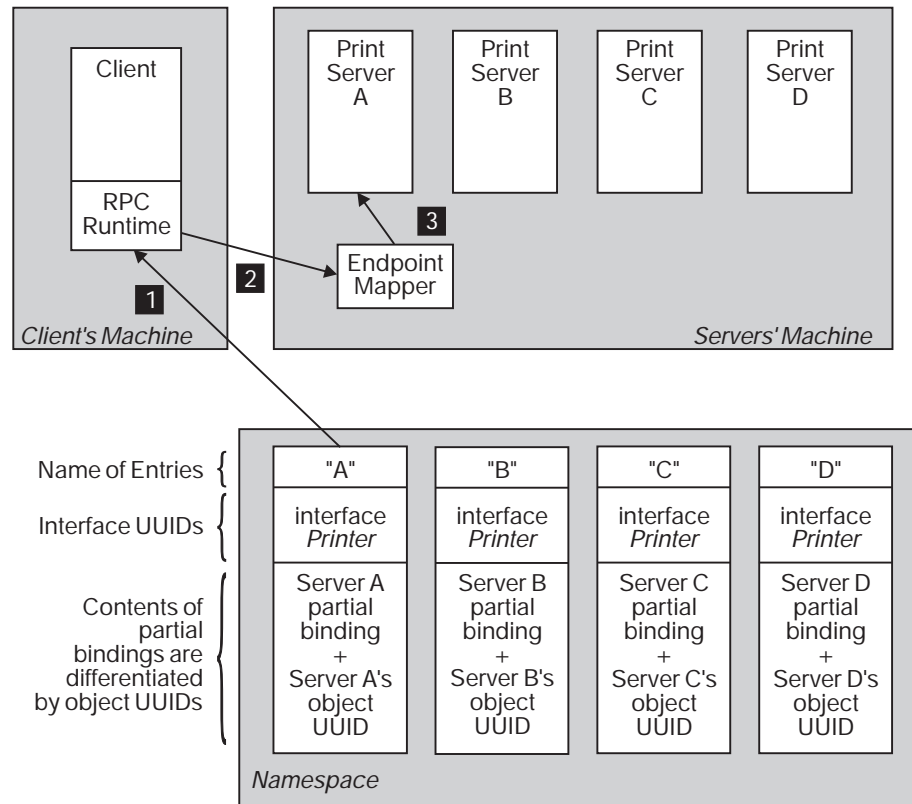 Client
RPC
Runtime
1
Client's Machine
2
Print
Server
A
Print
Server
B
Print
Server
C
Print
Server
D
3
Endpoint
Mapper
Servers' Machine
Name of Entries
Interface UUIDs
Contents of
partial
bindings are
differentiated
by object UUIDs
"A"
interface
Printer
Server A
partial
binding
+
Server A's
object
UUID
"B"
interface
Printer
Server B
partial
binding
+
Server B's
object
UUID
"C"
interface
Printer
Server C
partial
binding
+
Server C's
object
UUID
"D"
interface
Printer
Server D
partial
binding
+
Server D's
object
UUID
Namespace